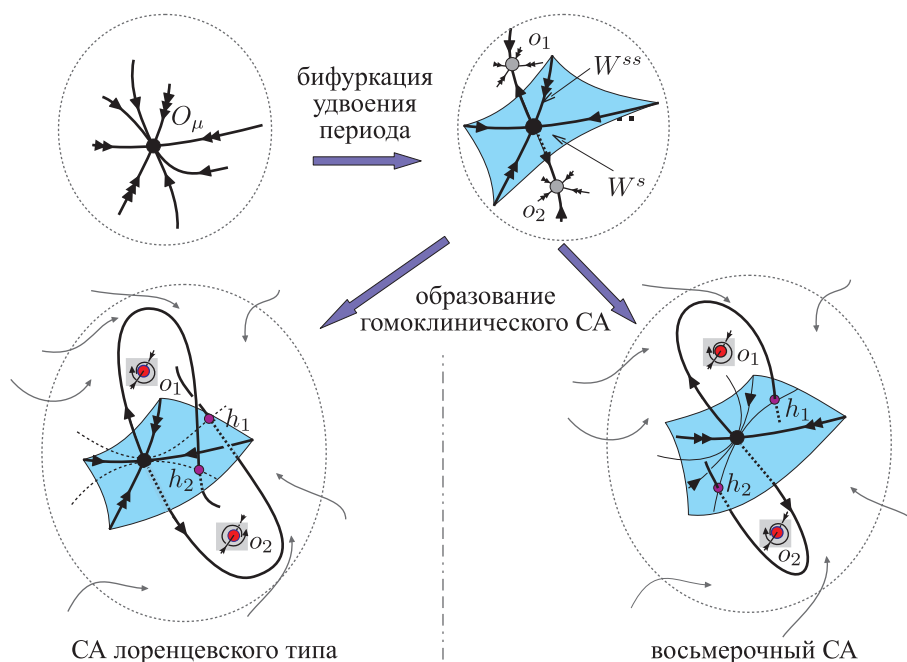 O_μ
бифуркация
удвоения
периода
o_1
W^{ss}
W^s
o_2
образование
гомоклинического СА
o_1
h_1
h_2
o_2
o_1
h_1
h_2
o_2
СА лоренцевского типа
восьмерочный СА